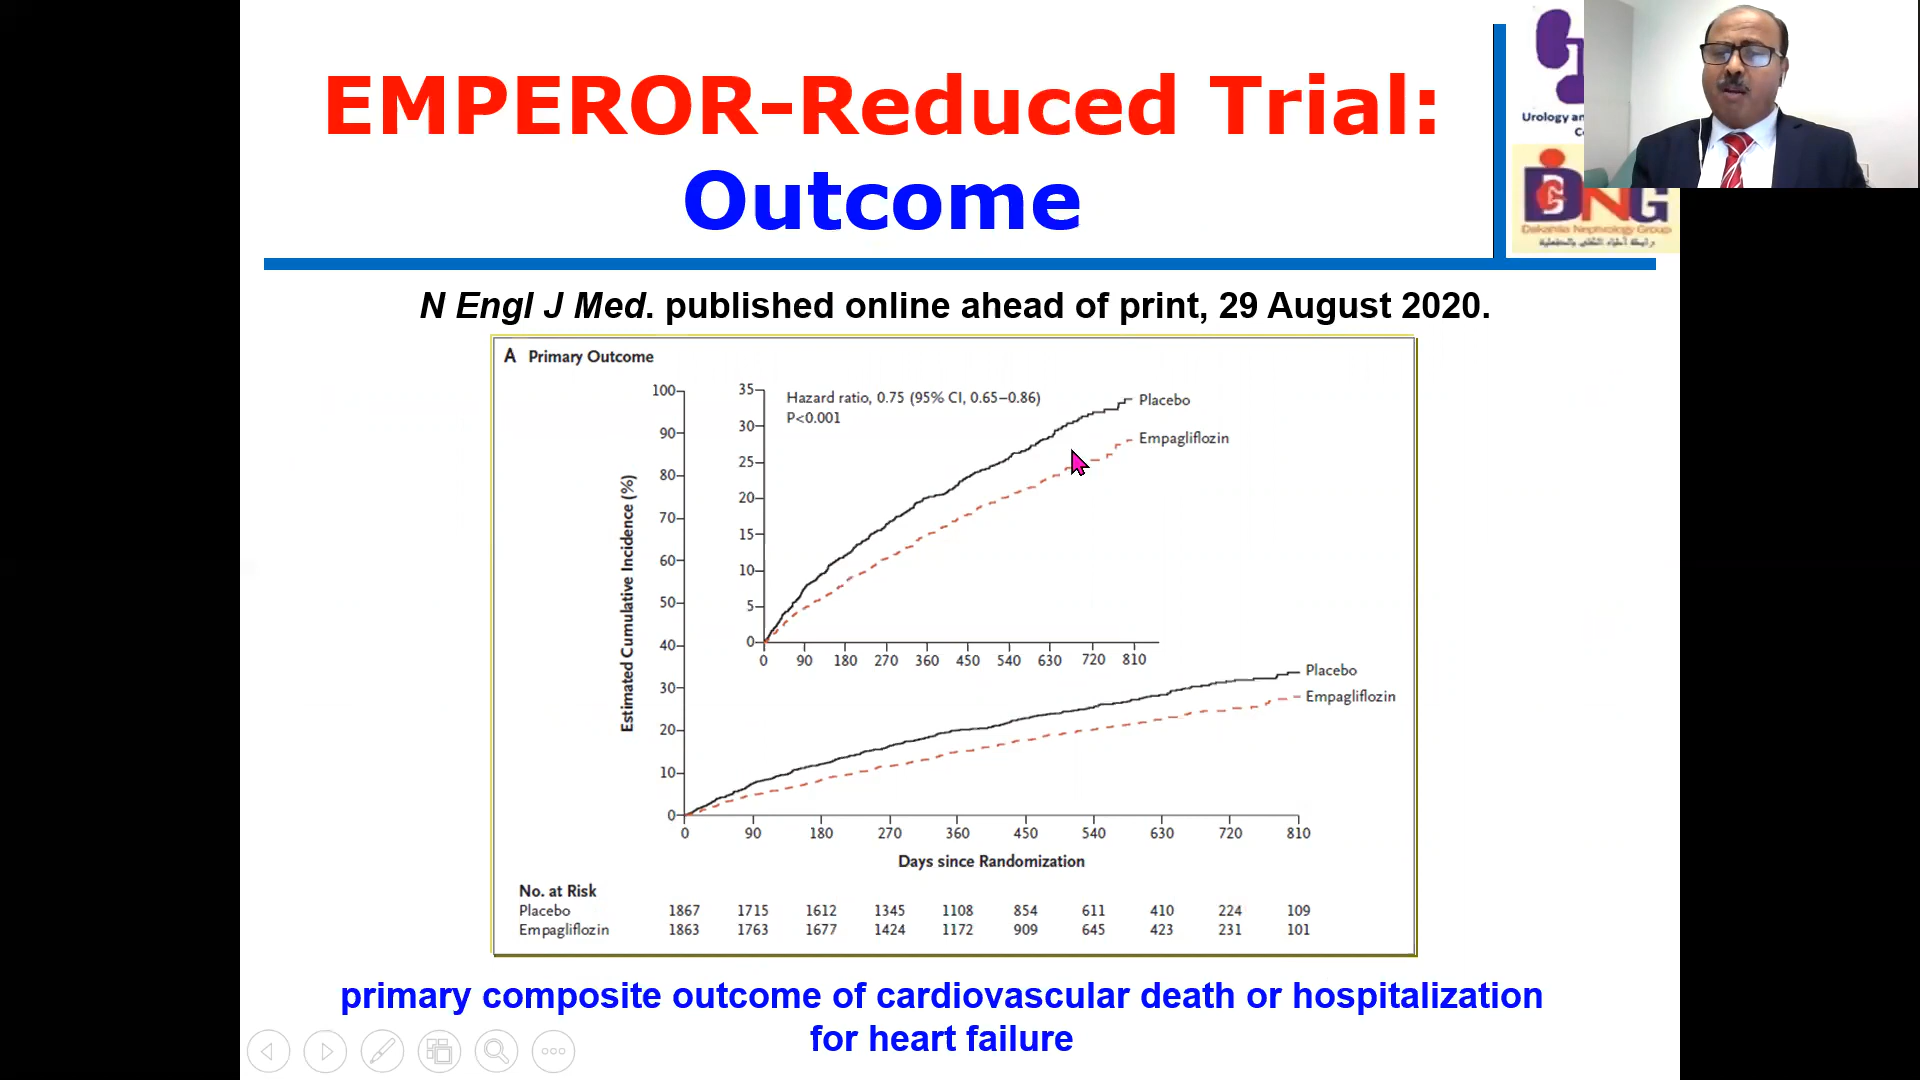 EMPEROR-Reduced Trial:
Outcome
Urology
DNG
Dakahlia Nephrology Group
N Engl J Med. published online ahead of print, 29 August 2020.
A Primary Outcome
Estimated Cumulative Incidence (%)
100
90
80
70
60
50
40
30
20
10
0
35
30
25
20
15
10
5
0
Hazard ratio, 0.75 (95% CI, 0.65–0.86)
P<0.001
Placebo
Empagliflozin
0 90 180 270 360 450 540 630 720 810
Placebo
Empagliflozin
0 90 180 270 360 450 540 630 720 810
Days since Randomization
No. at Risk
Placebo 1867 1715 1612 1345 1108 854 611 410 224 109
Empagliflozin 1863 1763 1677 1424 1172 909 645 423 231 101
primary composite outcome of cardiovascular death or hospitalization
for heart failure